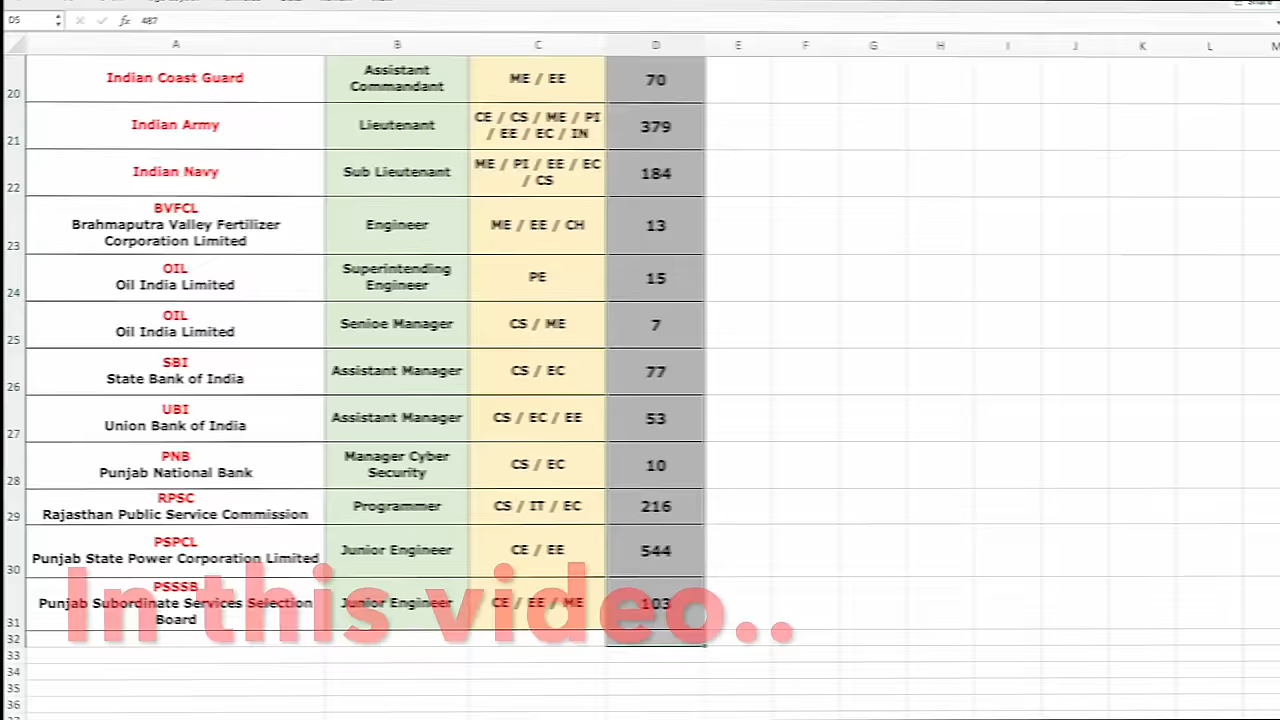 D5
fx 487
A B C D E F G H I J K L M
20 Indian Coast Guard Assistant Commandant ME / EE 70
21 Indian Army Lieutenant CE / CS / ME / PI / EE / EC / IN 379
22 Indian Navy Sub Lieutenant ME / PI / EE / EC / CS 184
23 BVFCL Brahmaputra Valley Fertilizer Corporation Limited Engineer ME / EE / CH 13
24 OIL Oil India Limited Superintending Engineer PE 15
25 OIL Oil India Limited Senioe Manager CS / ME 7
26 SBI State Bank of India Assistant Manager CS / EC 77
27 UBI Union Bank of India Assistant Manager CS / EC / EE 53
28 PNB Punjab National Bank Manager Cyber Security CS / EC 10
29 RPSC Rajasthan Public Service Commission Programmer CS / IT / EC 216
30 PSPCL Punjab State Power Corporation Limited Junior Engineer CE / EE 544
31 PSSSB Punjab Subordinate Services Selection Board Junior Engineer CE / EE / ME 103
In this video..
32
33
34
35
36